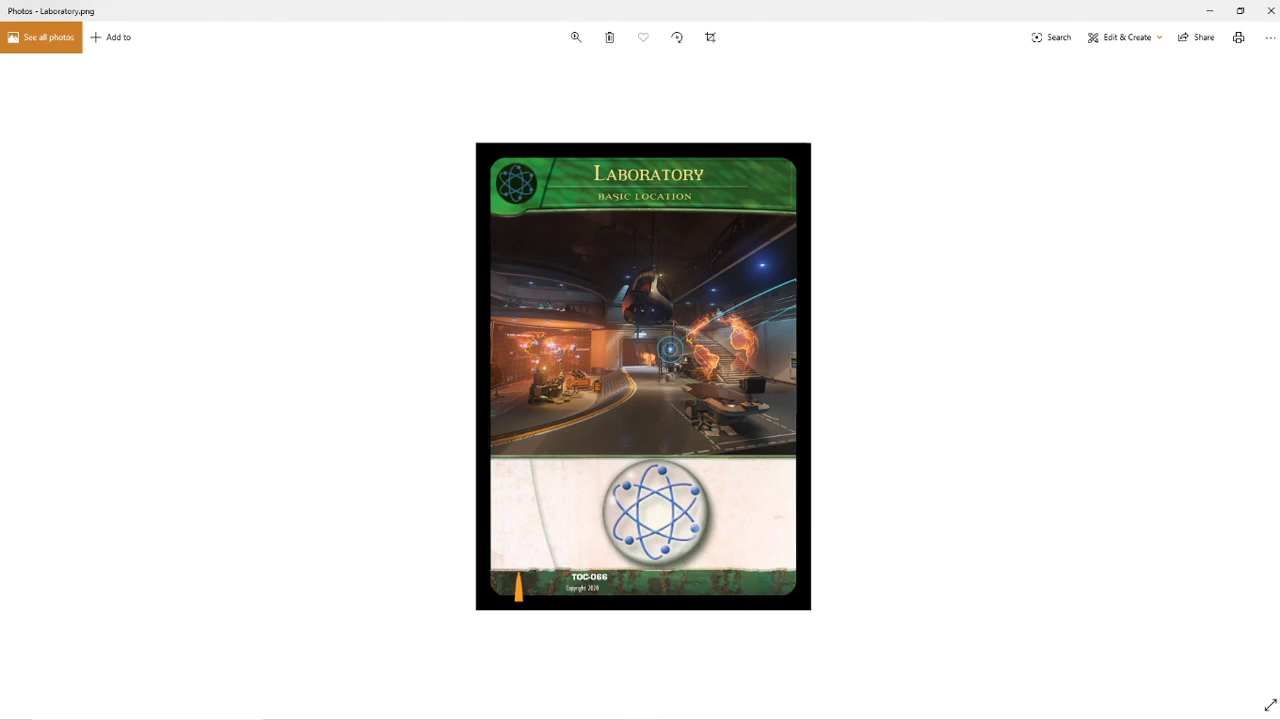 Photos - Laboratory.png
See all photos
Add to
Search
Edit & Create
Share
LABORATORY
BASIC LOCATION
TOC-066
Copyright 2020